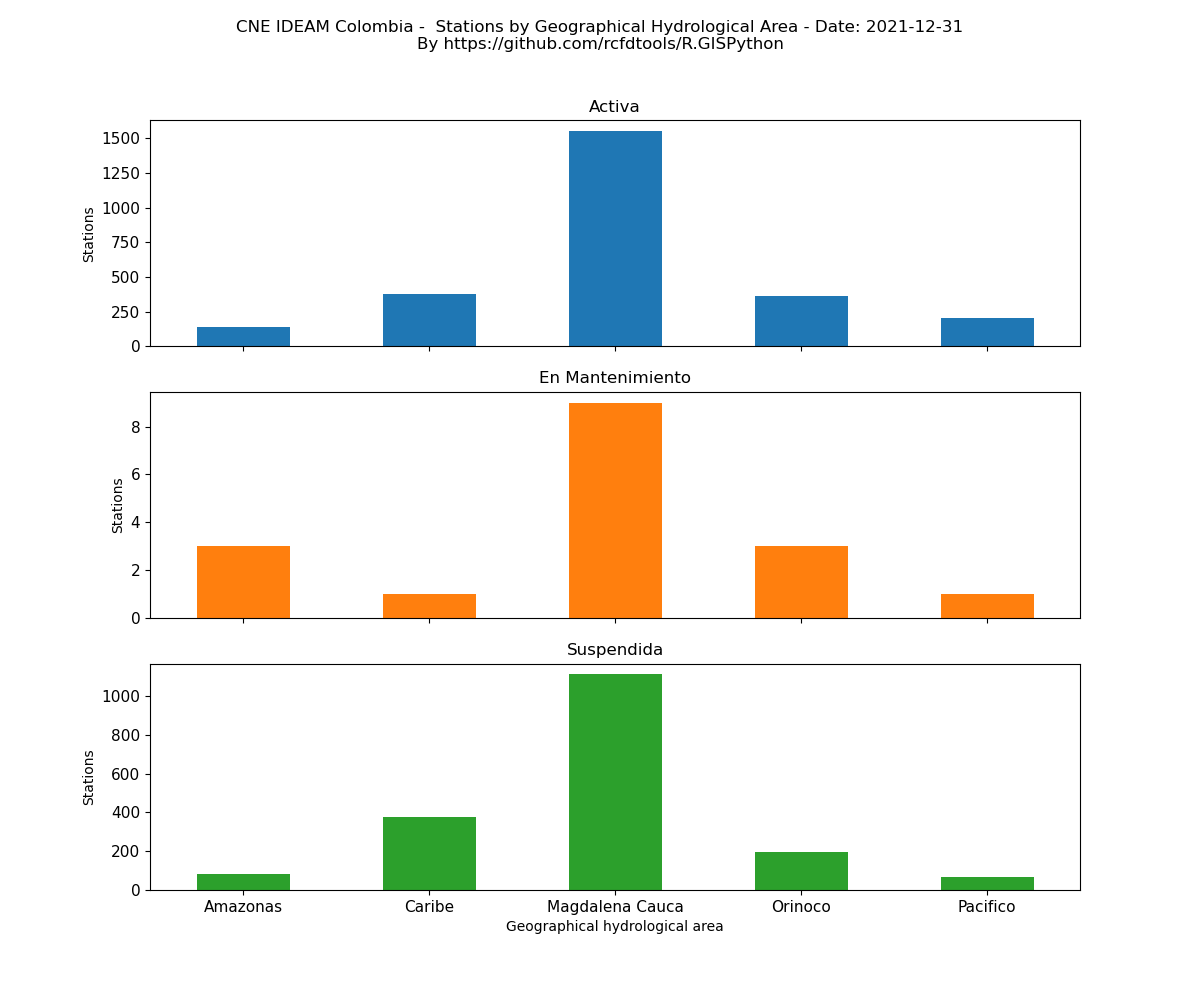 CNE IDEAM Colombia -  Stations by Geographical Hydrological Area - Date: 2021-12-31
By https://github.com/rcfdtools/R.GISPython
Activa
1500
1250
1000
750
500
250
0
Stations
En Mantenimiento
8
6
4
2
0
Stations
Suspendida
1000
800
600
400
200
0
Stations
Amazonas Caribe Magdalena Cauca Orinoco Pacifico
Geographical hydrological area